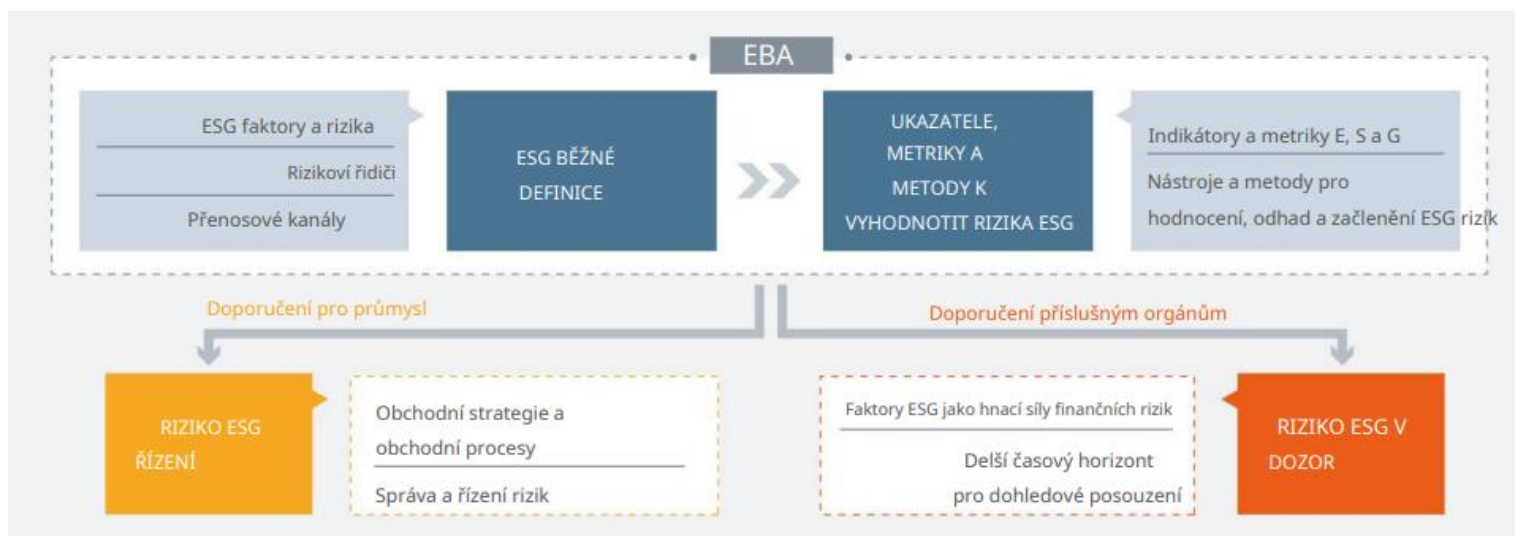 EBA
ESG faktory a rizika
Rizikoví řidiči
Přenosové kanály
ESG BĚŽNÉ
DEFINICE
UKAZATELE,
METRIKY A
METODY K
VYHODNOTIT RIZIKA ESG
Indikátory a metriky E, S a G
Nástroje a metody pro
hodnocení, odhad a začlenění ESG rizik
Doporučení pro průmysl
Doporučení příslušným orgánům
RIZIKO ESG
ŘÍZENÍ
Obchodní strategie a
obchodní procesy
Správa a řízení rizik
Faktory ESG jako hnací síly finančních rizik
Delší časový horizont
pro dohledové posouzení
RIZIKO ESG V
DOZOR